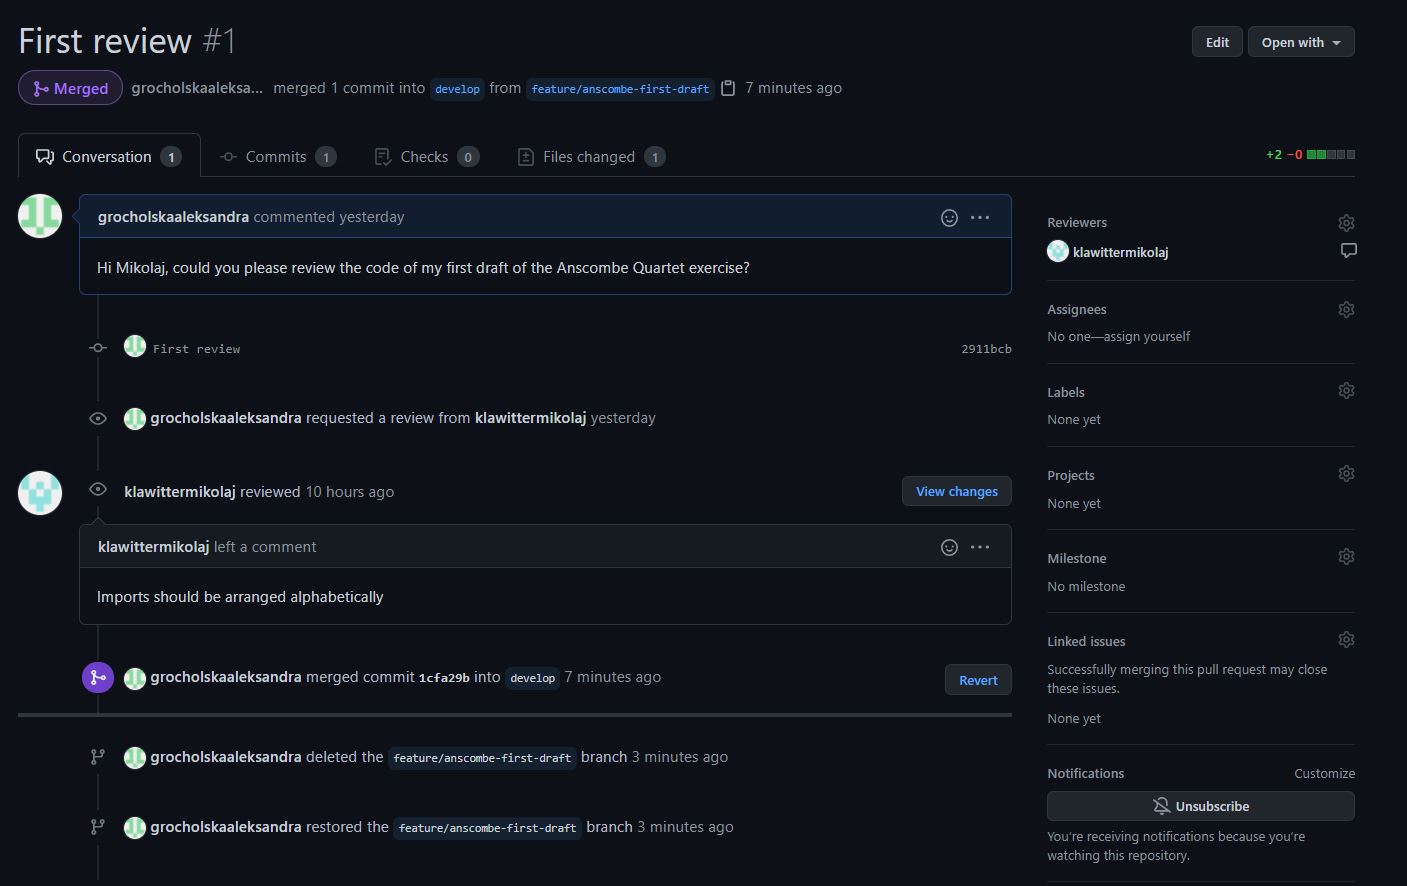 First review #1
Edit
Open with
Merged
grocholskaaleksa... merged 1 commit into develop from feature/anscombe-first-draft 7 minutes ago
Conversation 1
Commits 1
Checks 0
Files changed 1
+2 −0
grocholskaaleksandra commented yesterday
Hi Mikolaj, could you please review the code of my first draft of the Anscombe Quartet exercise?
First review
2911bcb
grocholskaaleksandra requested a review from klawittermikolaj yesterday
klawittermikolaj reviewed 10 hours ago
View changes
klawittermikolaj left a comment
Imports should be arranged alphabetically
grocholskaaleksandra merged commit 1cfa29b into develop 7 minutes ago
Revert
grocholskaaleksandra deleted the feature/anscombe-first-draft branch 3 minutes ago
grocholskaaleksandra restored the feature/anscombe-first-draft branch 3 minutes ago
Reviewers
klawittermikolaj
Assignees
No one—assign yourself
Labels
None yet
Projects
None yet
Milestone
No milestone
Linked issues
Successfully merging this pull request may close
these issues.
None yet
Notifications
Customize
Unsubscribe
You're receiving notifications because you're
watching this repository.